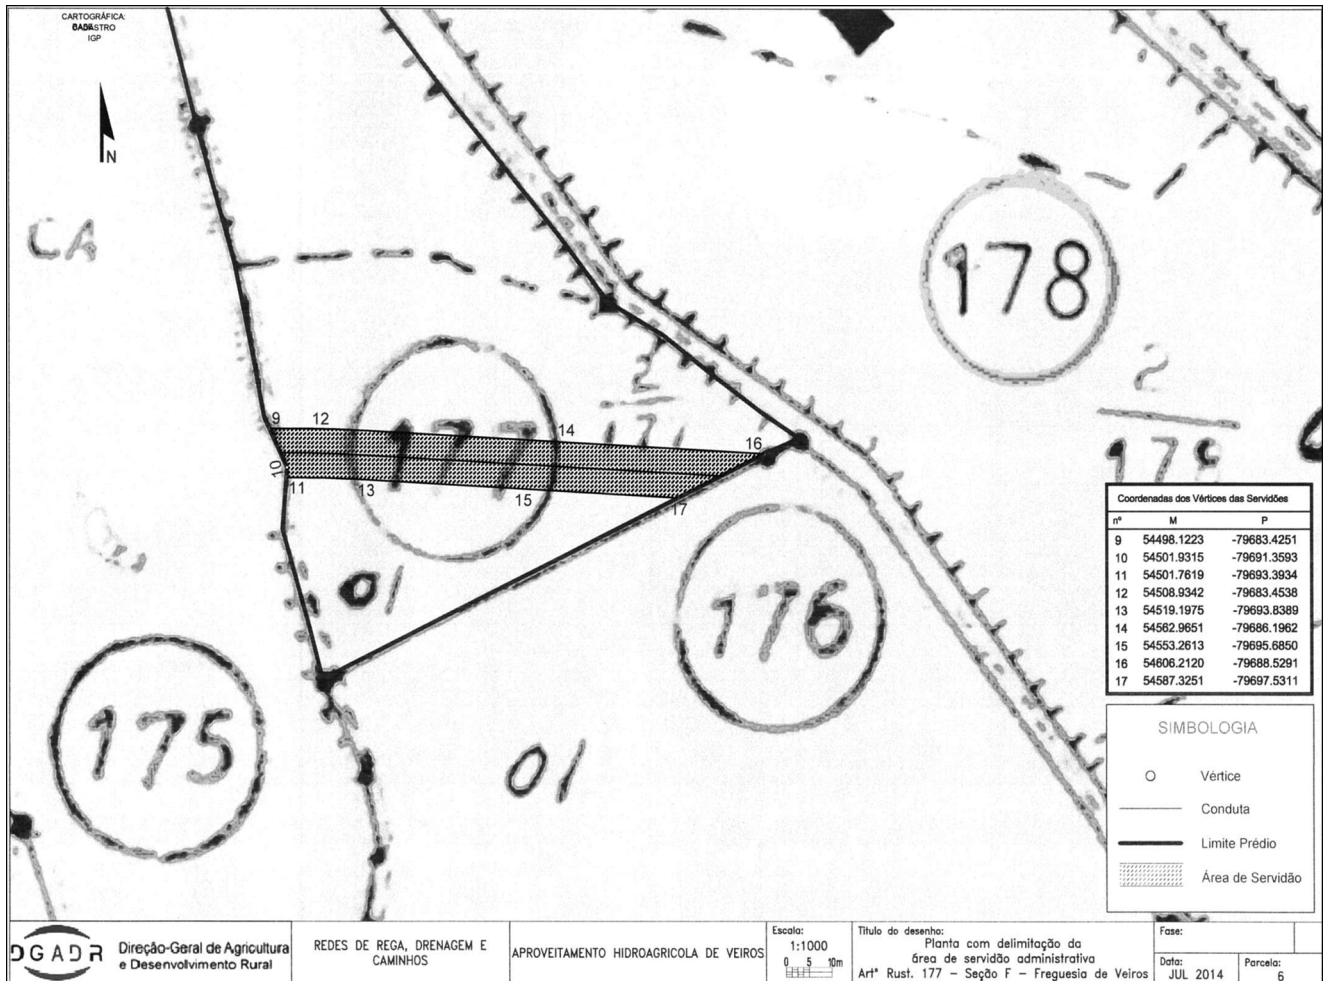 CARTOGRÁFICA:
CADASTRO
IGP
N
CA
178
2
178
177
2
171
9
12
14
16
10
11
13
15
17
01
176
175
01
Coordenadas dos Vértices das Servidões
nº M P
9 54498.1223 -79683.4251
10 54501.9315 -79691.3593
11 54501.7619 -79693.3934
12 54508.9342 -79683.4538
13 54519.1975 -79693.8389
14 54562.9651 -79686.1962
15 54553.2613 -79695.6850
16 54606.2120 -79688.5291
17 54587.3251 -79697.5311
SIMBOLOGIA
Vértice
Conduta
Limite Prédio
Área de Servidão
DGADR
Direção-Geral de Agricultura
e Desenvolvimento Rural
REDES DE REGA, DRENAGEM E
CAMINHOS
APROVEITAMENTO HIDROAGRICOLA DE VEIROS
Escala:
1:1000
0 5 10m
Título do desenho:
Planta com delimitação da
área de servidão administrativa
Artº Rust. 177 – Seção F – Freguesia de Veiros
Fase:
Data:
JUL 2014
Parcela:
6